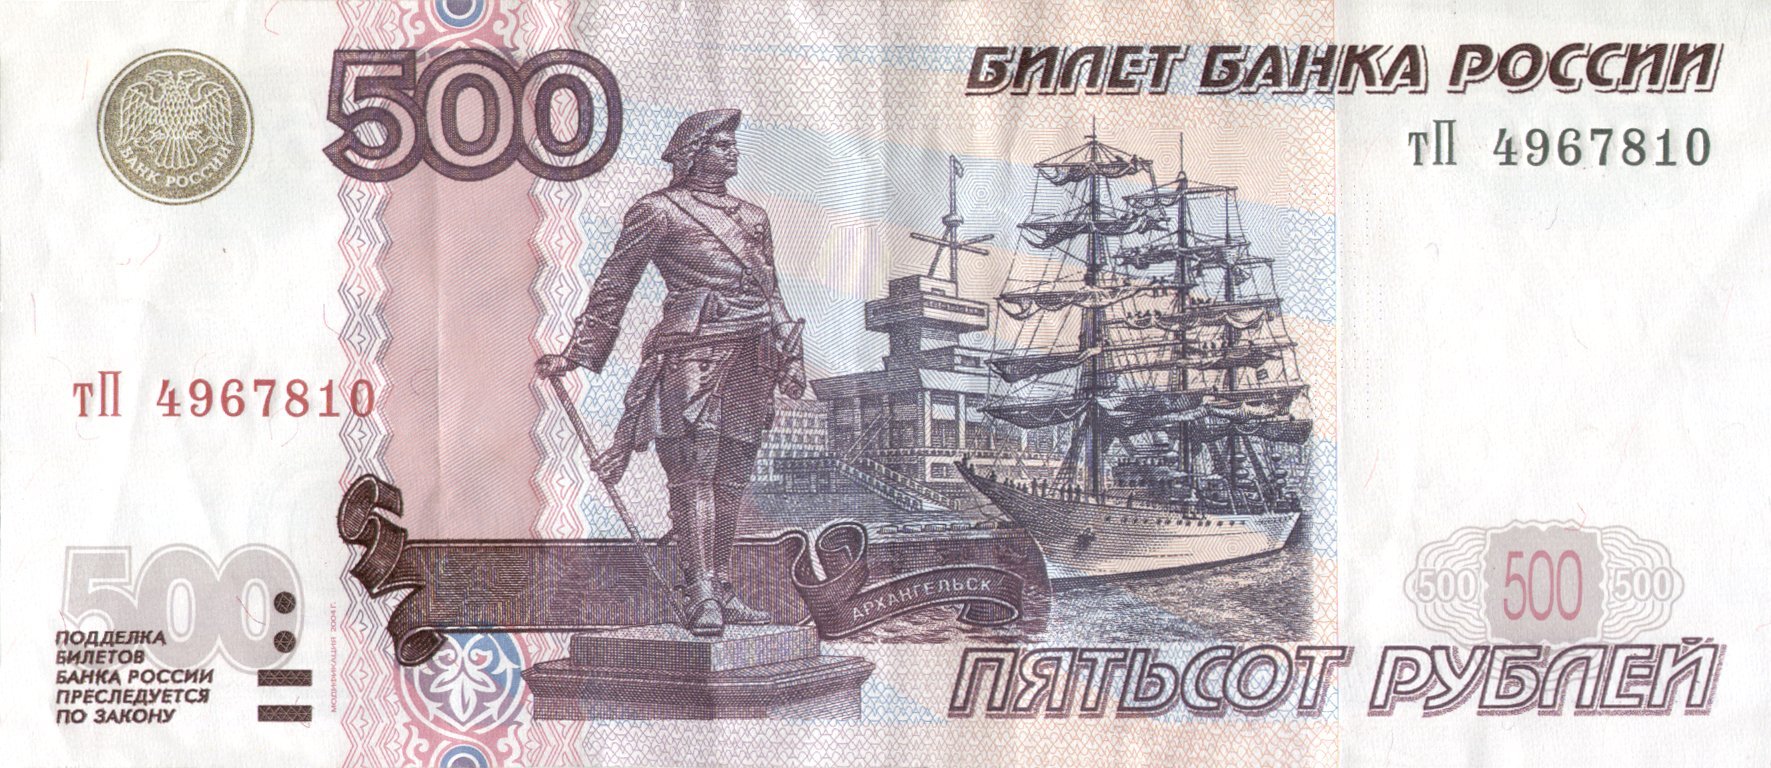 500
БИЛЕТ БАНКА РОССИИ
тП 4967810
БАНК РОССИИ
тП 4967810
АРХАНГЕЛЬСК
500
500 500 500
ПОДДЕЛКА
БИЛЕТОВ
БАНКА РОССИИ
ПРЕСЛЕДУЕТСЯ
ПО ЗАКОНУ
МОДИФИКАЦИЯ 2004 Г.
ПЯТЬСОТ РУБЛЕЙ